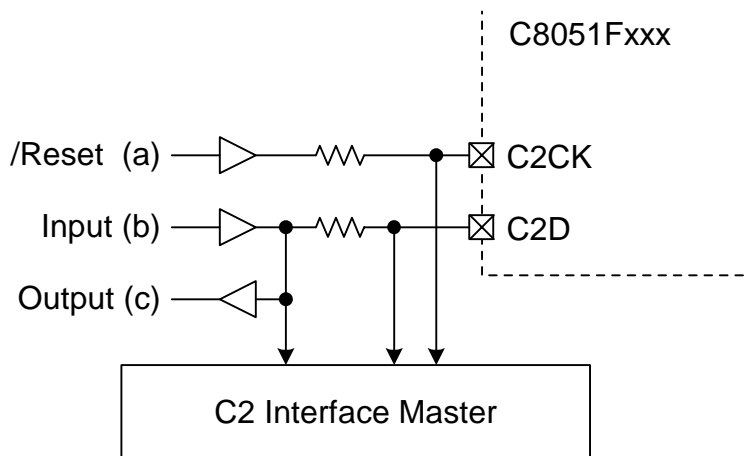 C8051Fxxx
/Reset (a)
C2CK
Input (b)
C2D
Output (c)
C2 Interface Master